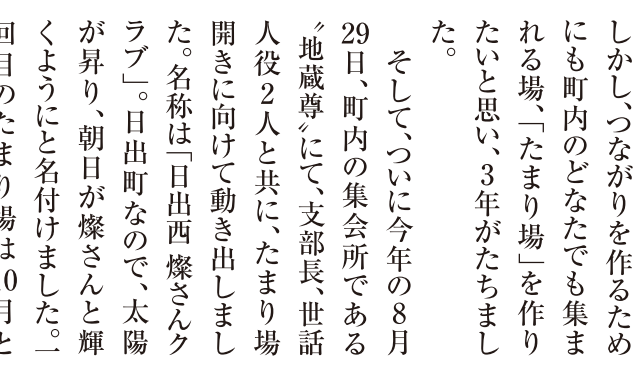 しかし、つながりを作るため
にも町内のどなたでも集ま
れる場、「たまり場」を作り
たいと思い、3年がたちまし
た。
そして、ついに今年の8月
29日、町内の集会所である
〝地蔵尊〟にて、支部長、世話
人役2人と共に、たまり場
開きに向けて動き出しまし
た。名称は「日出西 燦さんク
ラブ」。日出町なので、太陽
が昇り、朝日が燦さんと輝
くようにと名付けました。一
回目のたまり場は10月と